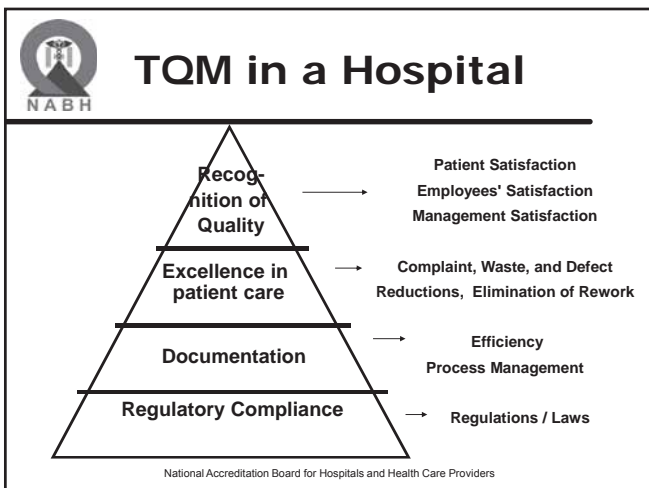 NABH
TQM in a Hospital
Recog-
nition of
Quality
Patient Satisfaction
Employees' Satisfaction
Management Satisfaction
Excellence in
patient care
Complaint, Waste, and Defect
Reductions, Elimination of Rework
Documentation
Efficiency
Process Management
Regulatory Compliance
Regulations / Laws
National Accreditation Board for Hospitals and Health Care Providers